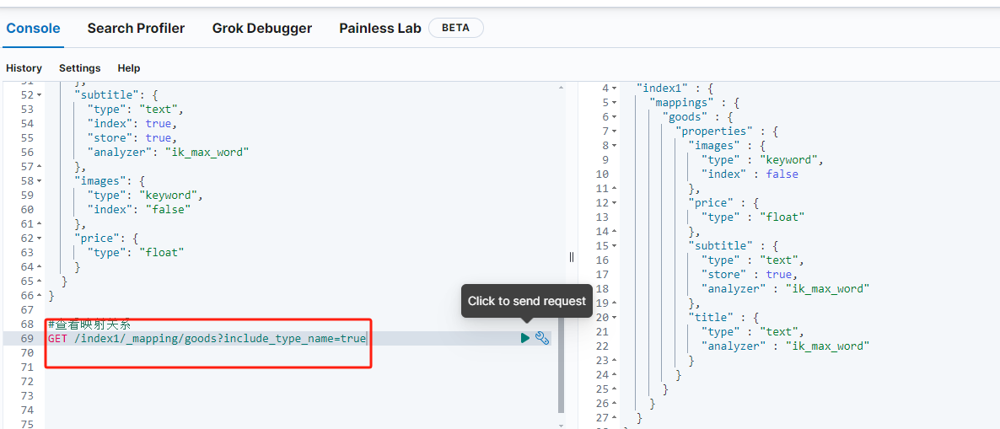 Console Search Profiler Grok Debugger Painless Lab BETA
History Settings Help
51 },
52 "subtitle": {
53 "type": "text",
54 "index": true,
55 "store": true,
56 "analyzer": "ik_max_word"
57 },
58 "images": {
59 "type": "keyword",
60 "index": "false"
61 },
62 "price": {
63 "type": "float"
64 }
65 }
66 }
67
68 #查看映射关系
69 GET /index1/_mapping/goods?include_type_name=true
70
71
72
73
74
75
Click to send request
4 "index1" : {
5 "mappings" : {
6 "goods" : {
7 "properties" : {
8 "images" : {
9 "type" : "keyword",
10 "index" : false
11 },
12 "price" : {
13 "type" : "float"
14 },
15 "subtitle" : {
16 "type" : "text",
17 "store" : true,
18 "analyzer" : "ik_max_word"
19 },
20 "title" : {
21 "type" : "text",
22 "analyzer" : "ik_max_word"
23 }
24 }
25 }
26 }
27 }